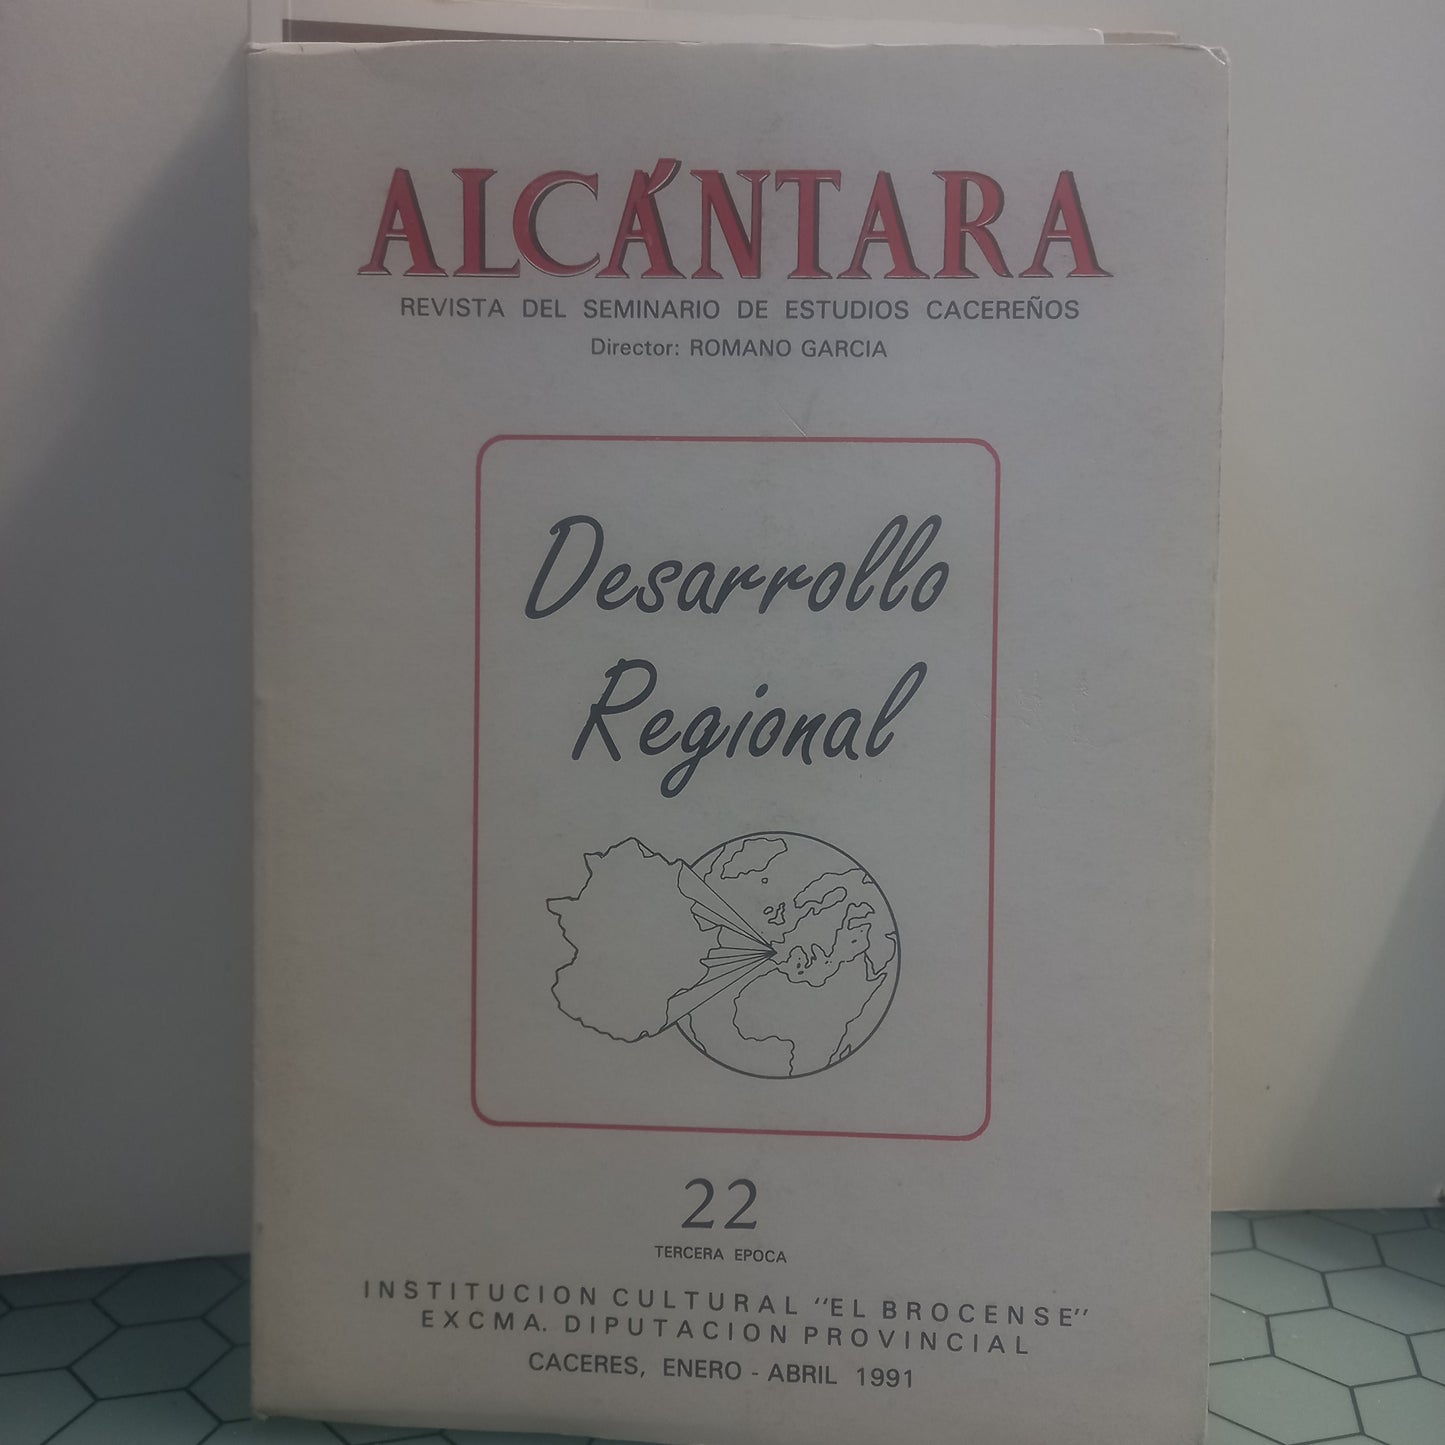 ALCÁNTARA
REVISTA DEL SEMINARIO DE ESTUDIOS CACEREÑOS
Director: ROMANO GARCIA
Desarrollo
Regional
22
TERCERA EPOCA
INSTITUCION CULTURAL "EL BROCENSE"
EXCMA. DIPUTACION PROVINCIAL
CACERES, ENERO - ABRIL 1991